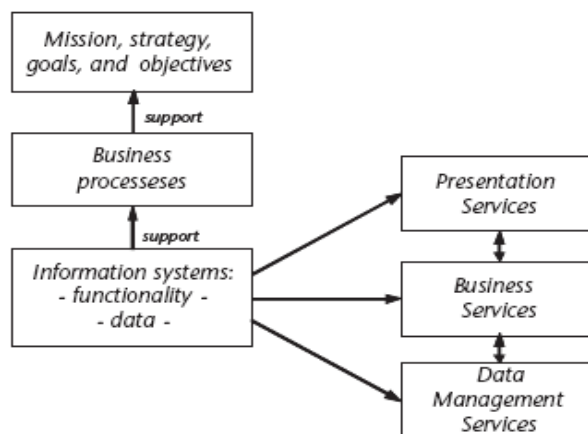 Mission, strategy,
goals, and objectives
support
Business
processeses
support
Information systems:
- functionality -
- data -
Presentation
Services
Business
Services
Data
Management
Services